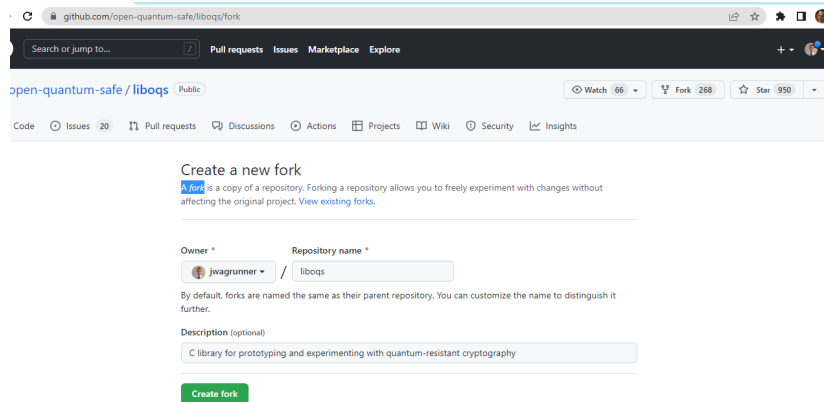 github.com/open-quantum-safe/liboqs/fork
Search or jump to... / Pull requests Issues Marketplace Explore
open-quantum-safe / liboqs Public Watch 66 Fork 268 Star 950
Code Issues 20 Pull requests Discussions Actions Projects Wiki Security Insights
Create a new fork
A fork is a copy of a repository. Forking a repository allows you to freely experiment with changes without
affecting the original project. View existing forks.
Owner * Repository name *
jwagrunner / liboqs
By default, forks are named the same as their parent repository. You can customize the name to distinguish it
further.
Description (optional)
C library for prototyping and experimenting with quantum-resistant cryptography
Create fork